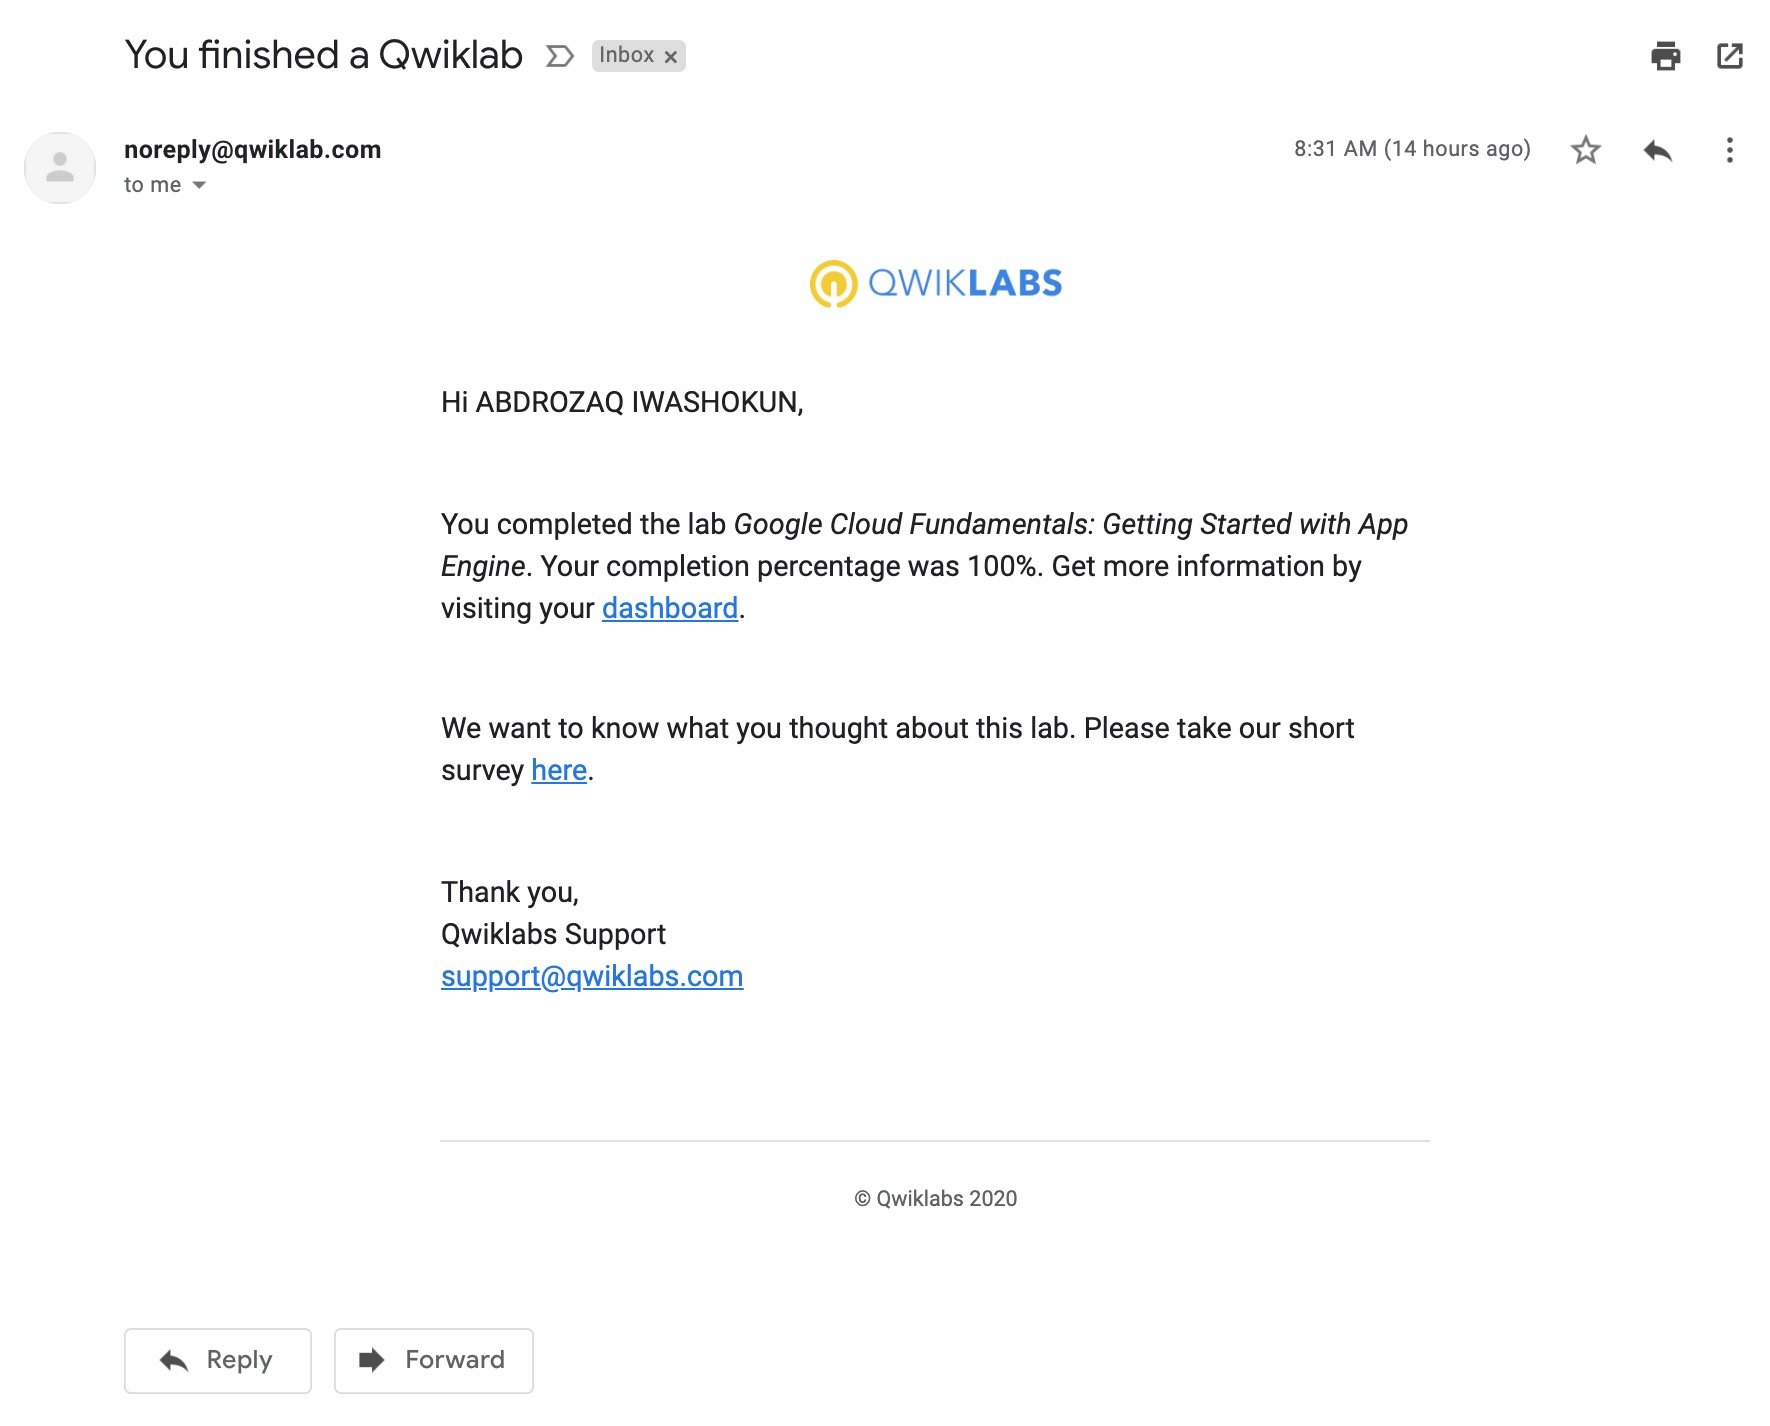 You finished a Qwiklab
Inbox x
noreply@qwiklab.com
8:31 AM (14 hours ago)
to me
QWIKLABS
Hi ABDROZAQ IWASHOKUN,
You completed the lab Google Cloud Fundamentals: Getting Started with App
Engine. Your completion percentage was 100%. Get more information by
visiting your dashboard.
We want to know what you thought about this lab. Please take our short
survey here.
Thank you,
Qwiklabs Support
support@qwiklabs.com
© Qwiklabs 2020
Reply
Forward